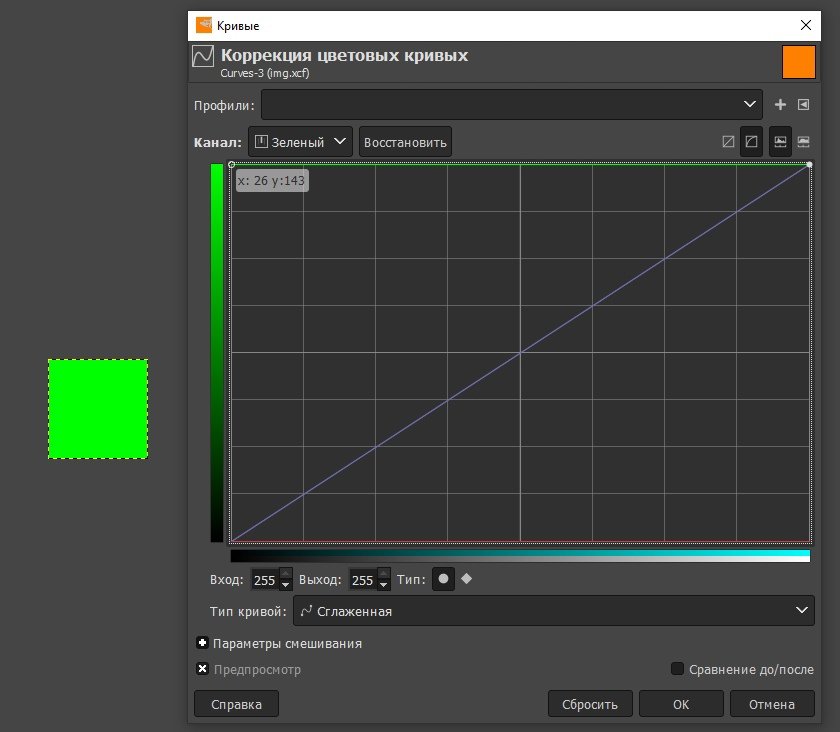 Кривые
Коррекция цветовых кривых
Curves-3 (img.xcf)
Профили:
Канал: Зеленый Восстановить
x: 26 y:143
Вход: 255 Выход: 255 Тип:
Тип кривой: Сглаженная
Параметры смешивания
Предпросмотр Сравнение до/после
Справка Сбросить OK Отмена